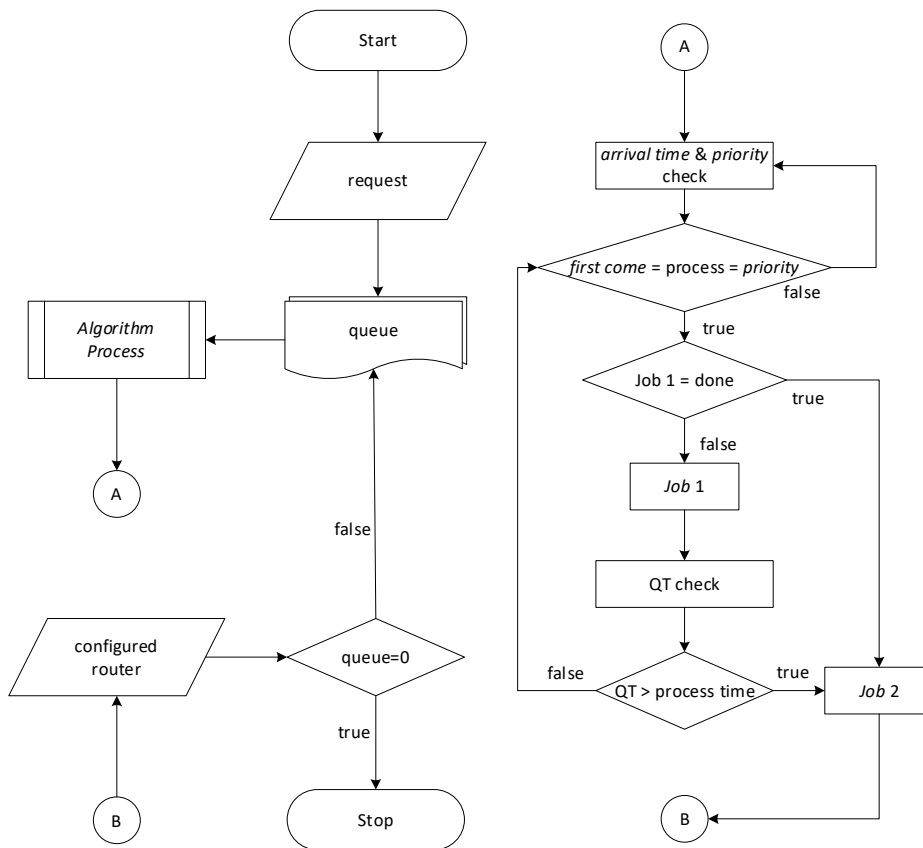 Start
request
queue
Algorithm
Process
A
false
configured
router
queue=0
true
B
Stop
A
arrival time & priority
check
first come = process = priority
false
true
Job 1 = done
true
false
Job 1
QT check
false
QT > process time
true
Job 2
B